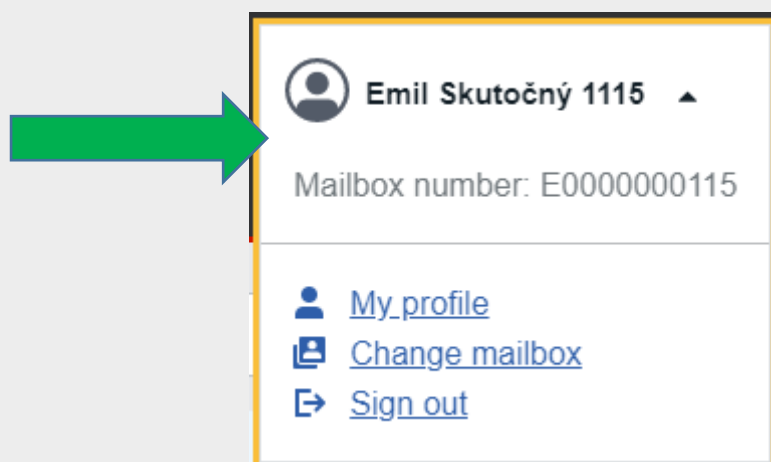 Emil Skutočný 1115
Mailbox number: E0000000115
My profile
Change mailbox
Sign out